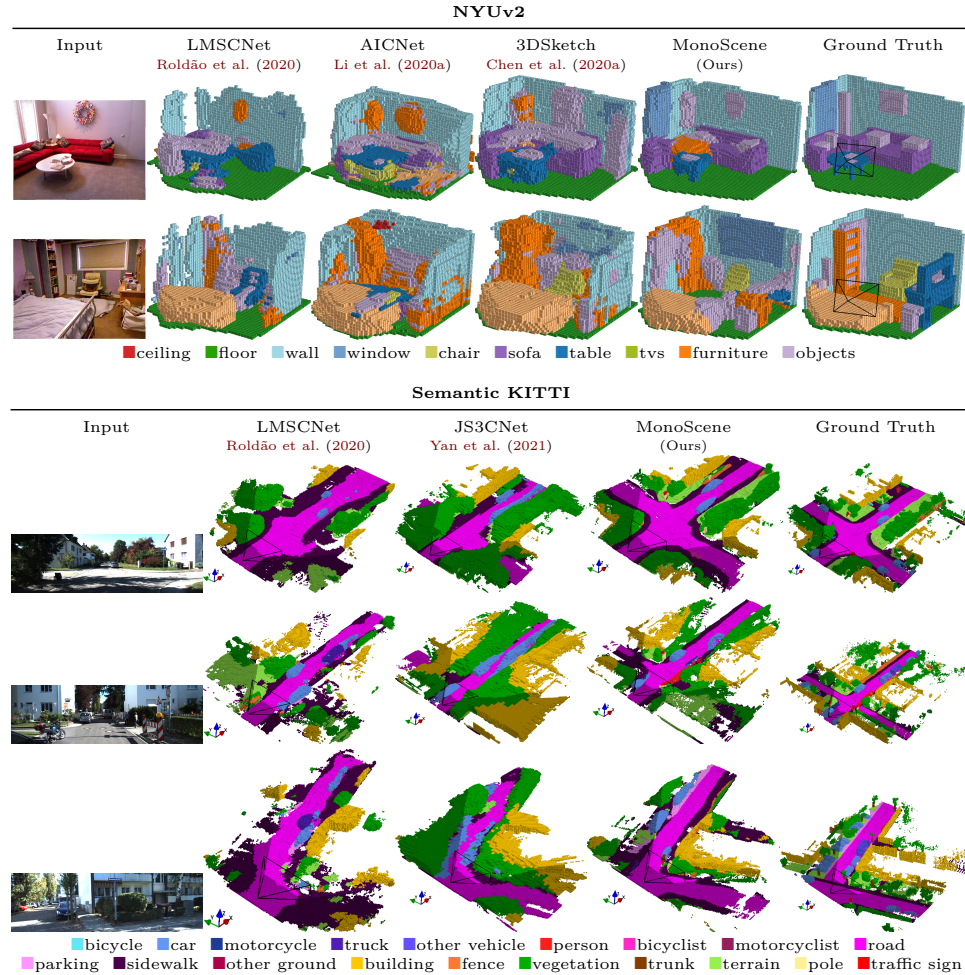 NYUv2
Input LMSCNet AICNet 3DSketch MonoScene Ground Truth
Roldão et al. (2020) Li et al. (2020a) Chen et al. (2020a) (Ours)
ceiling floor wall window chair sofa table tvs furniture objects
Semantic KITTI
Input LMSCNet JS3CNet MonoScene Ground Truth
Roldão et al. (2020) Yan et al. (2021) (Ours)
bicycle car motorcycle truck other vehicle person bicyclist motorcyclist road
parking sidewalk other ground building fence vegetation trunk terrain pole traffic sign